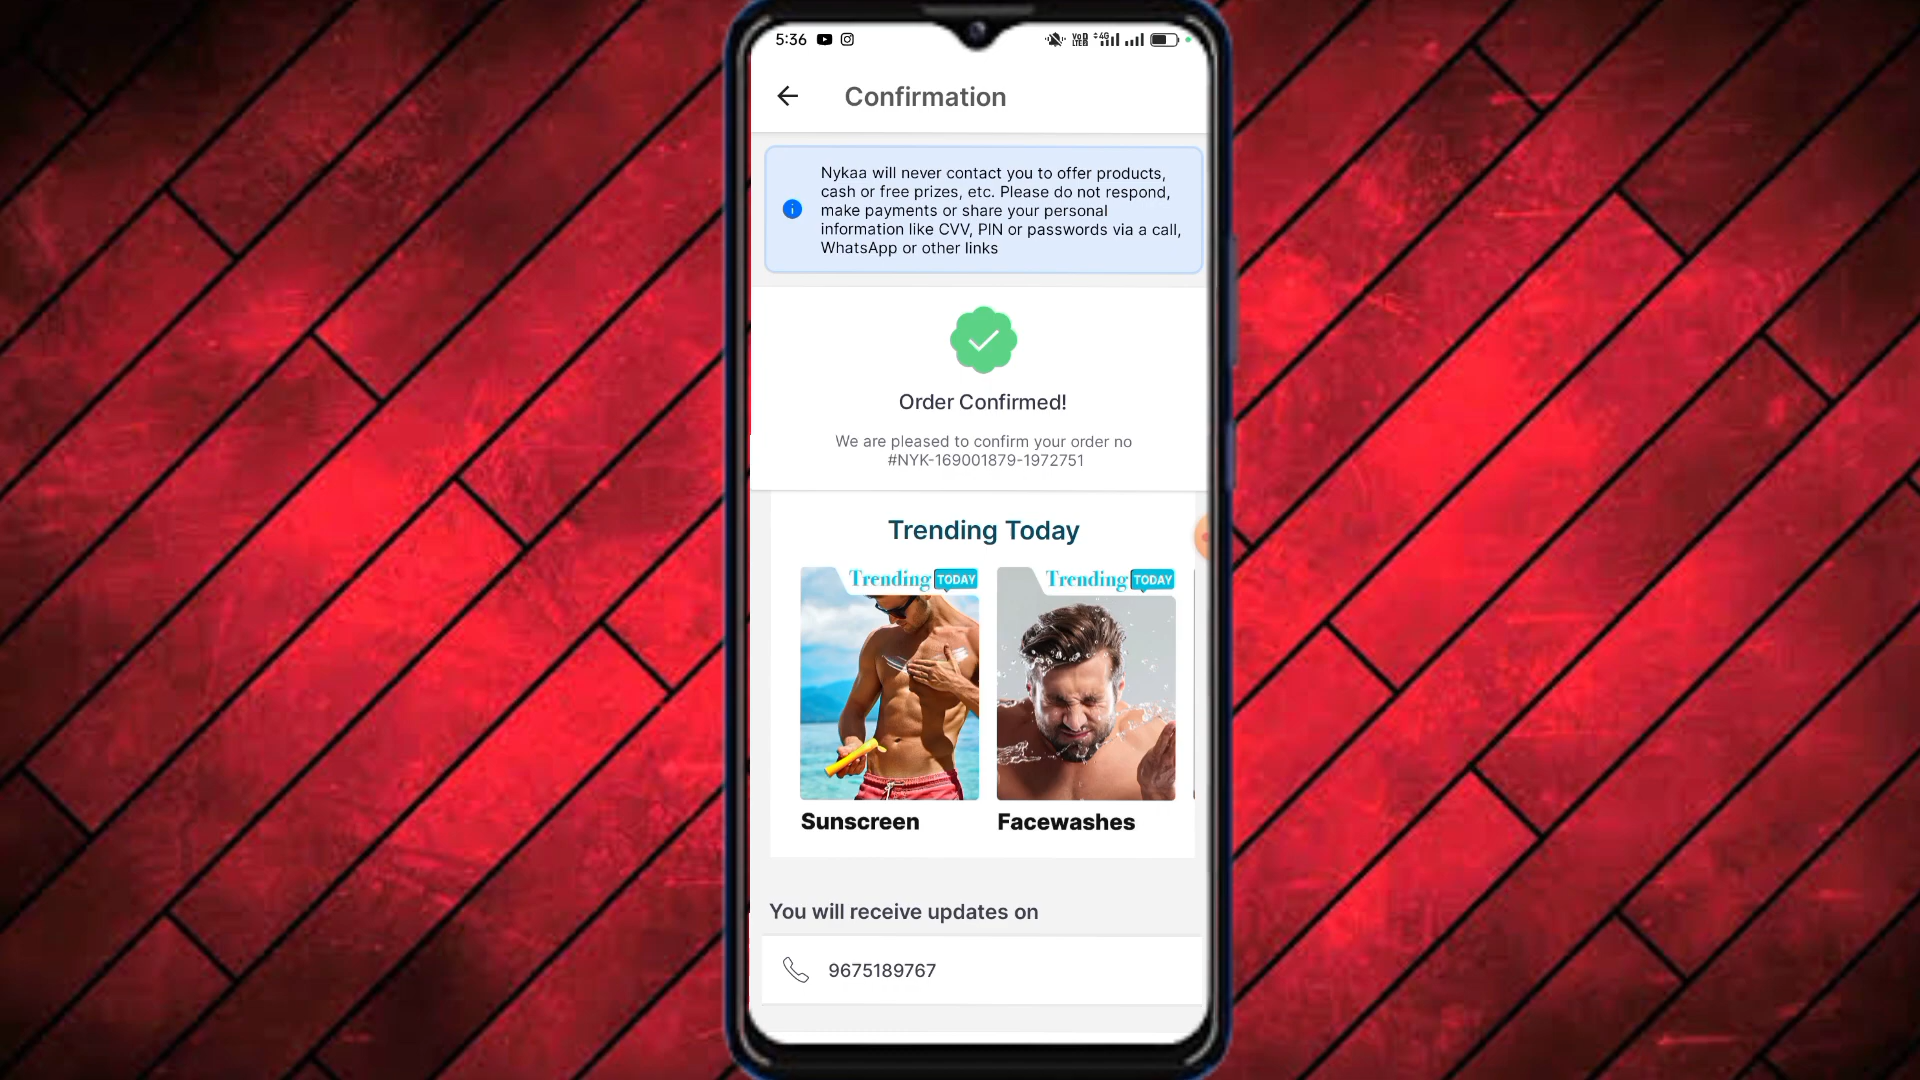 5:36
VoD
LTE5
4G
Confirmation
Nykaa will never contact you to offer products,
cash or free prizes, etc. Please do not respond,
make payments or share your personal
information like CVV, PIN or passwords via a call,
WhatsApp or other links
Order Confirmed!
We are pleased to confirm your order no
#NYK-169001879-1972751
Trending Today
Trending TODAY
Trending TODAY
Sunscreen
Facewashes
You will receive updates on
9675189767